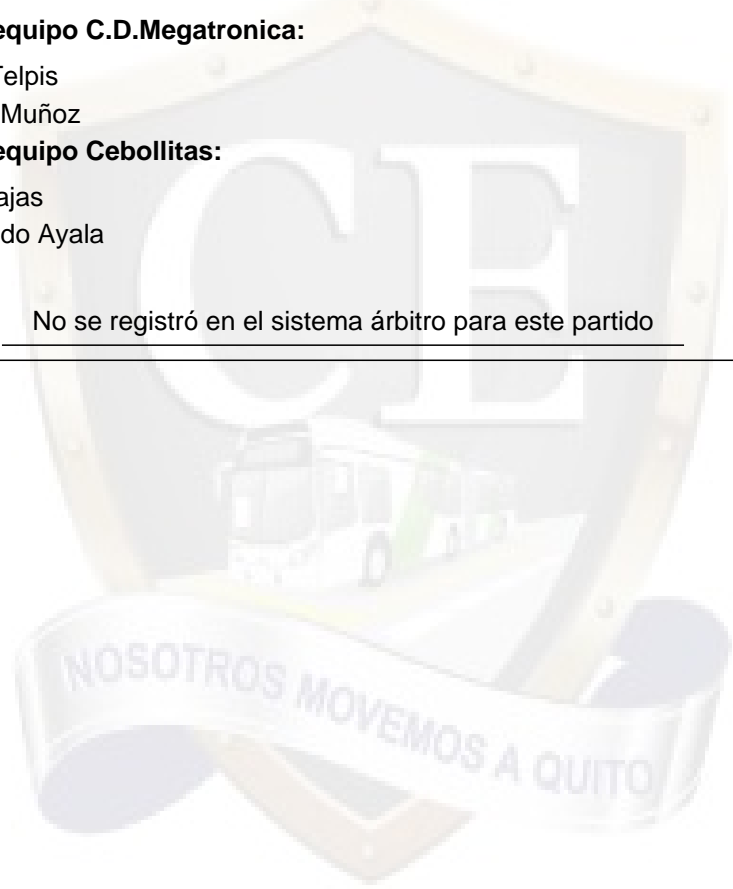 equipo C.D.Megatronica:
Telpis
Muñoz
equipo Cebollitas:
ajas
do Ayala
No se registró en el sistema árbitro para este partido
CE
NOSOTROS MOVEMOS A QUITO